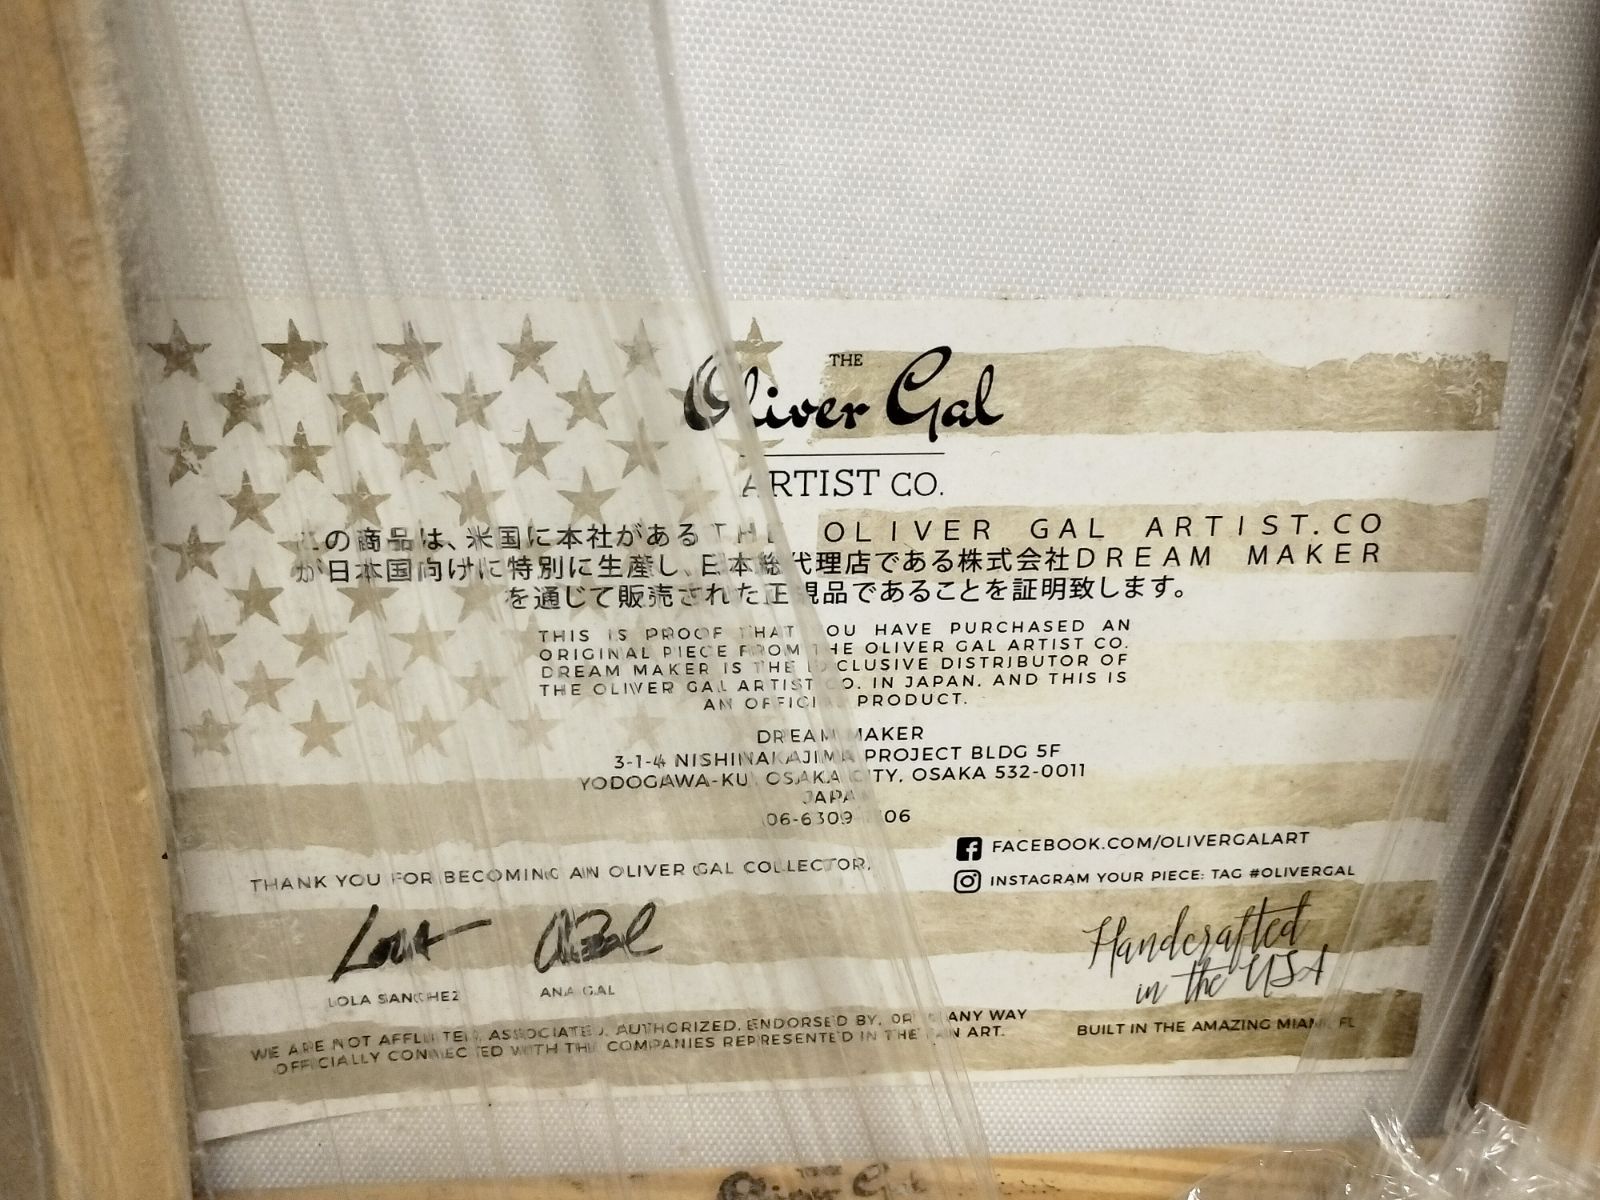 THE
Oliver Gal
ARTIST CO.
この商品は、米国に本社があるTHE OLIVER GAL ARTIST.CO
が日本国向けに特別に生産し、日本総代理店である株式会社DREAM MAKER
を通じて販売された正規品であることを証明致します。
THIS IS PROOF THAT YOU HAVE PURCHASED AN
ORIGINAL PIECE FROM THE OLIVER GAL ARTIST CO.
DREAM MAKER IS THE EXCLUSIVE DISTRIBUTOR OF
THE OLIVER GAL ARTIST CO. IN JAPAN, AND THIS IS
AN OFFICIAL PRODUCT.
DREAM MAKER
3-1-4 NISHINAKAJIMA PROJECT BLDG 5F
YODOGAWA-KU, OSAKA CITY, OSAKA 532-0011
JAPAN
FACEBOOK.COM/OLIVERGALART
INSTAGRAM YOUR PIECE: TAG #OLIVERGAL
THANK YOU FOR BECOMING AN OLIVER GAL COLLECTOR,
LOLA SANCHEZ
ANA GAL
Handcrafted
in the USA
BUILT IN THE AMAZING MIAMI, FL
WE ARE NOT AFFILIATED, ASSOCIATED, AUTHORIZED, ENDORSED BY, OR IN ANY WAY
OFFICIALLY CONNECTED WITH THE COMPANIES REPRESENTED IN THE FAN ART.
THE
Oliver Gal